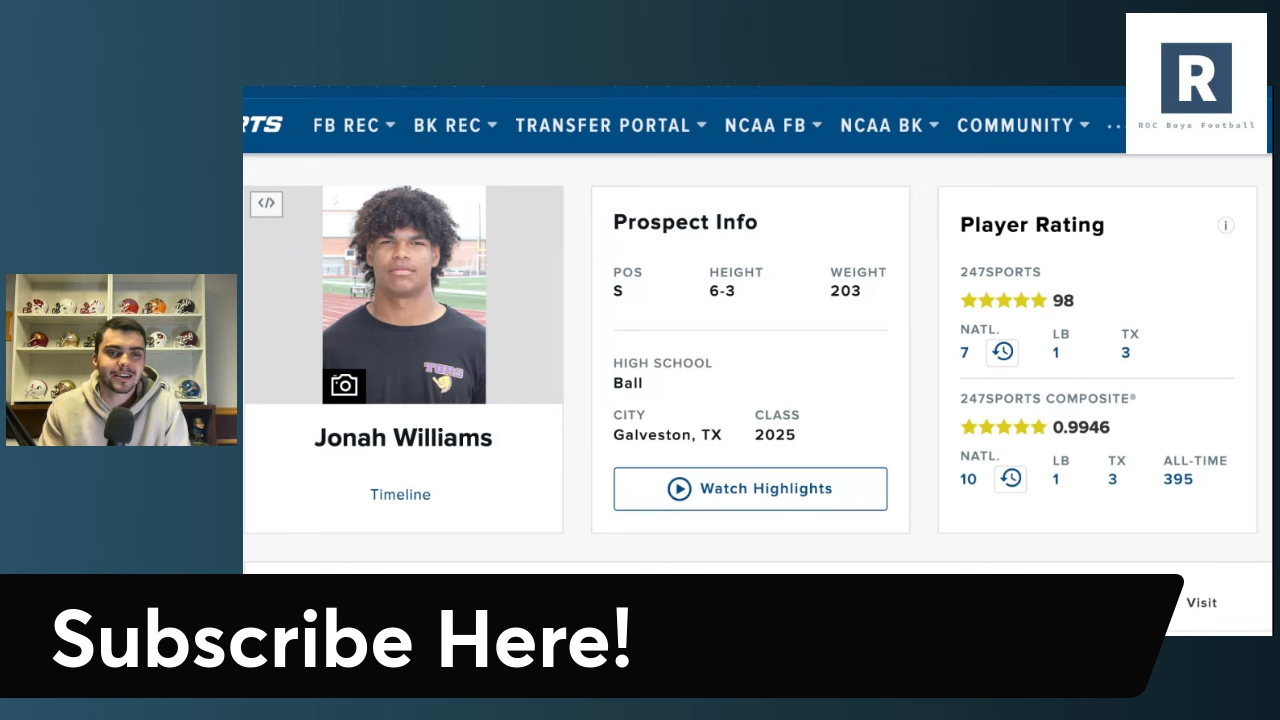 R
ROC Boys Football
RTS FB REC BK REC TRANSFER PORTAL NCAA FB NCAA BK COMMUNITY ...
</>
TORS
Jonah Williams
Timeline
Prospect Info
POS HEIGHT WEIGHT
S 6-3 203
HIGH SCHOOL
Ball
CITY CLASS
Galveston, TX 2025
Watch Highlights
Player Rating
i
247SPORTS
98
NATL. LB TX
7 1 3
247SPORTS COMPOSITE®
0.9946
NATL. LB TX ALL-TIME
10 1 3 395
Visit
Subscribe Here!